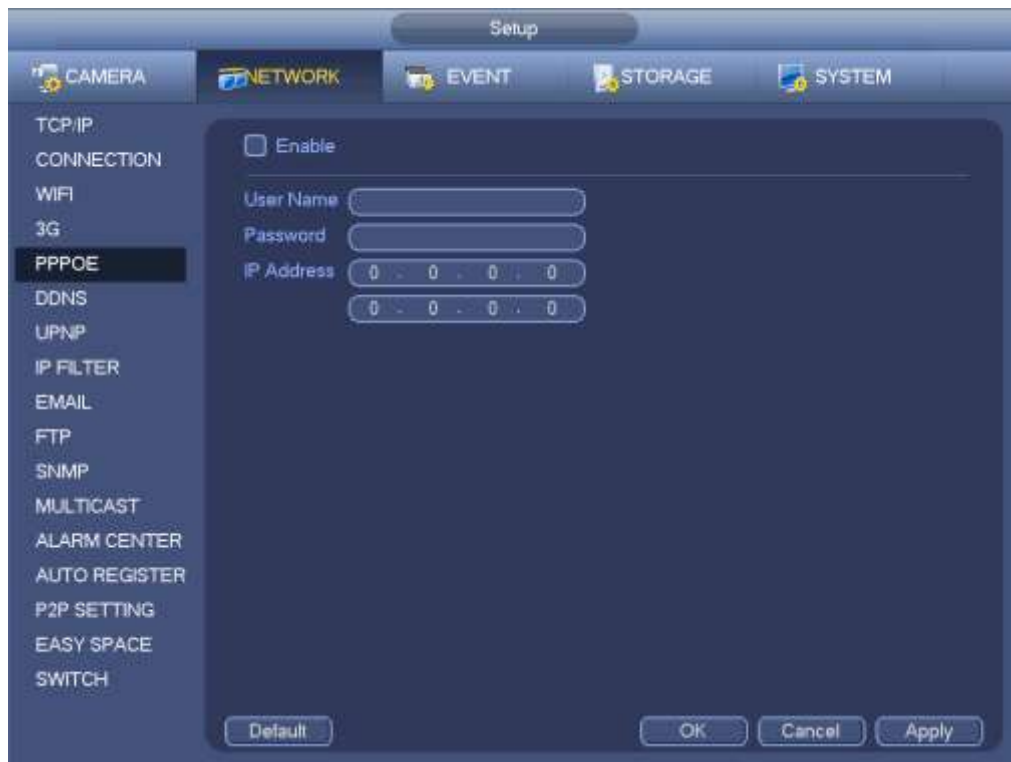 Setup
CAMERA NETWORK EVENT STORAGE SYSTEM
TCP/IP
CONNECTION
WIFI
3G
PPPOE
DDNS
UPNP
IP FILTER
EMAIL
FTP
SNMP
MULTICAST
ALARM CENTER
AUTO REGISTER
P2P SETTING
EASY SPACE
SWITCH
Enable
User Name
Password
IP Address 0 . 0 . 0 . 0
0 . 0 . 0 . 0
Default OK Cancel Apply